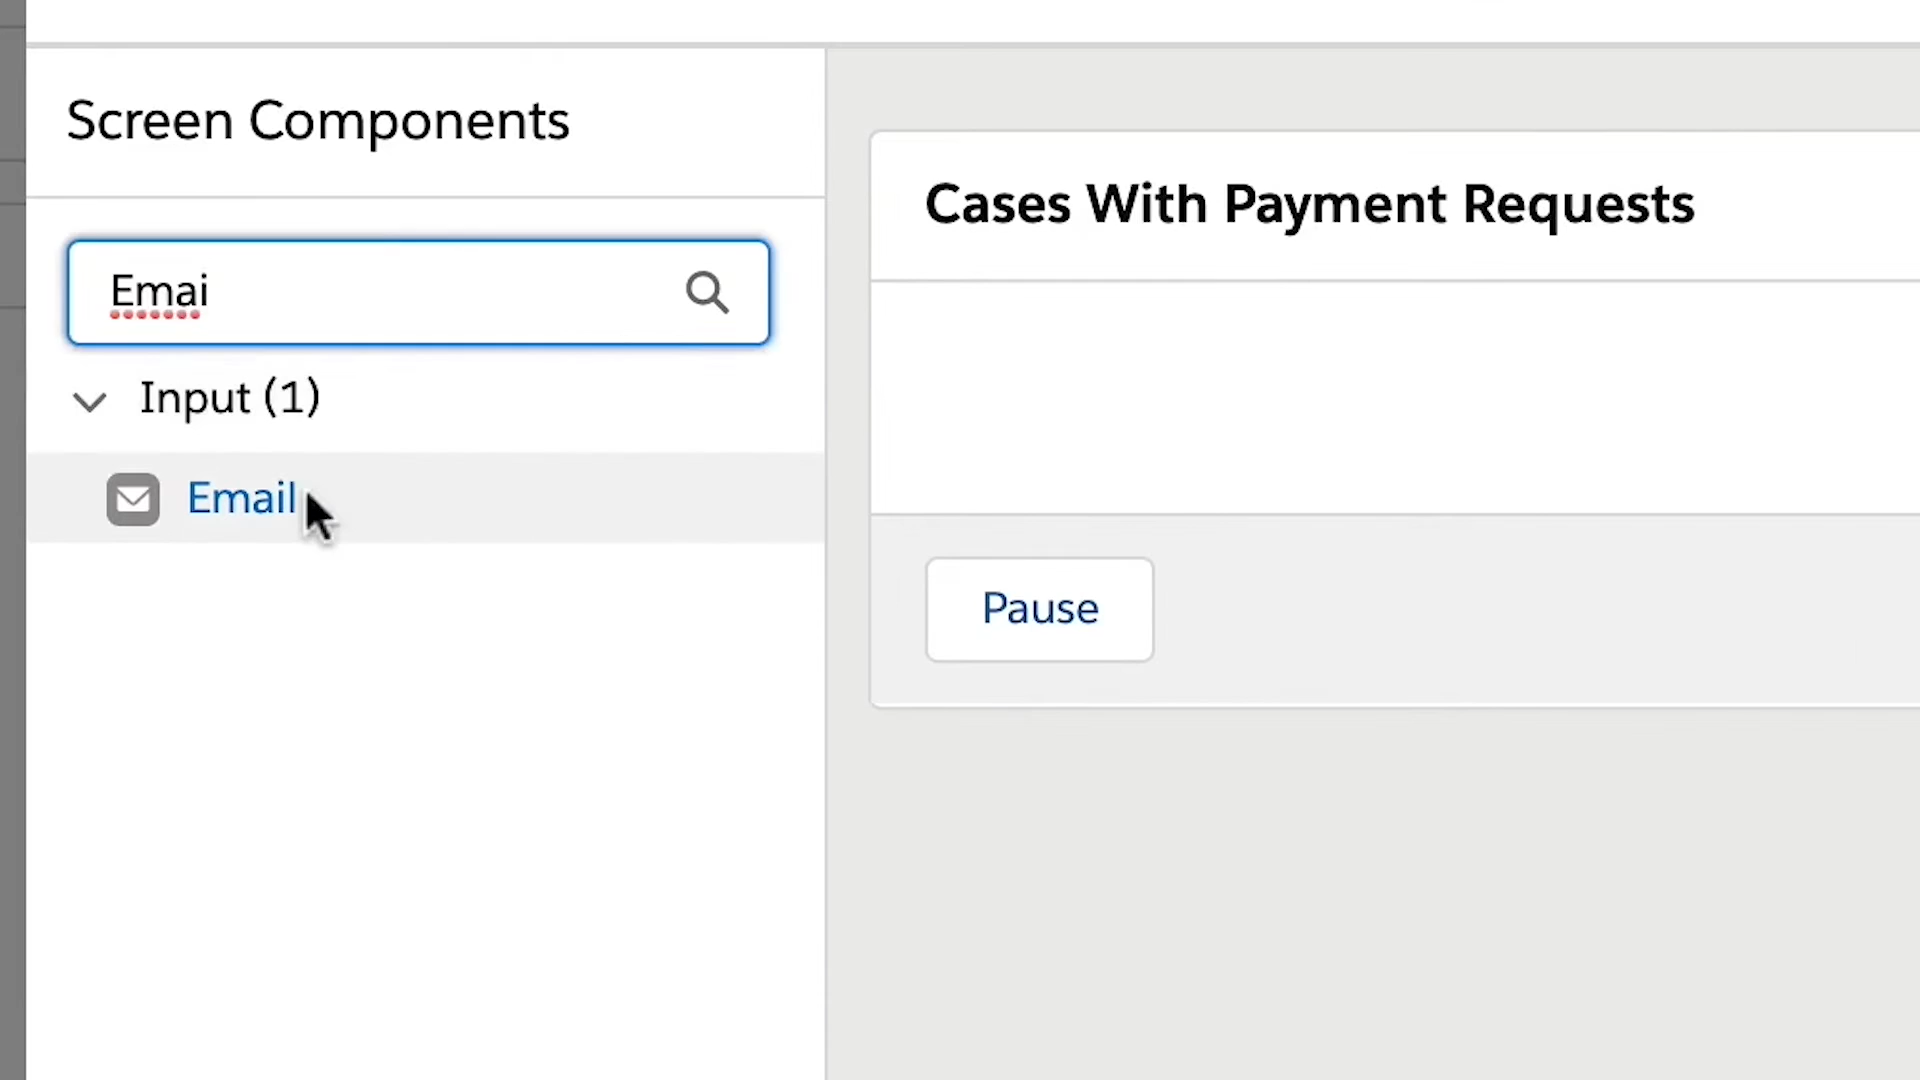 Screen Components
Emai
Input (1)
Email
Cases With Payment Requests
Pause